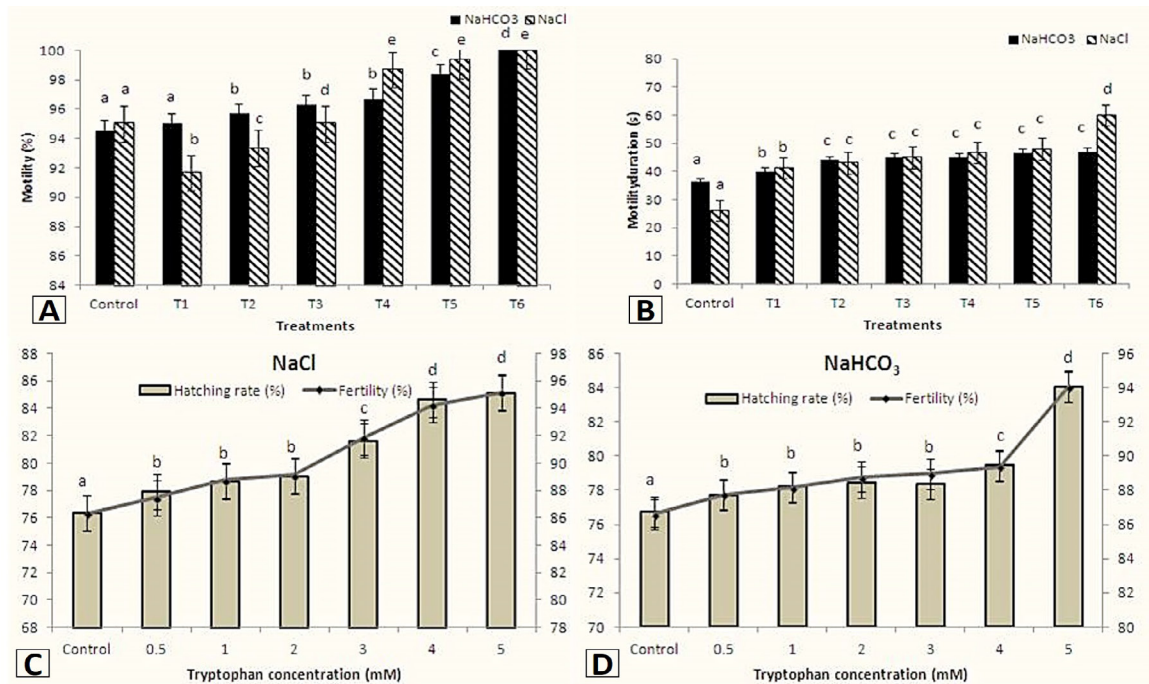 NaHCO3 NaCl
100
98
96
94
92
90
88
86
84
Motility (%)
a a a b b c b d b e c e d e
Control T1 T2 T3 T4 T5 T6
Treatments
A
NaHCO3 NaCl
80
70
60
50
40
30
20
10
0
Motilityduration (s)
a a b b c c c c c c c c c d
Control T1 T2 T3 T4 T5 T6
Treatments
B
NaCl
Hatching rate (%) Fertility (%)
88
86
84
82
80
78
76
74
72
70
68
98
96
94
92
90
88
86
84
82
80
78
a b b b c d d
Control 0.5 1 2 3 4 5
Tryptophan concentration (mM)
C
NaHCO3
Hatching rate (%) Fertility (%)
86
84
82
80
78
76
74
72
70
96
94
92
90
88
86
84
82
80
a b b b b c d
Control 0.5 1 2 3 4 5
Tryptophan concentration (mM)
D